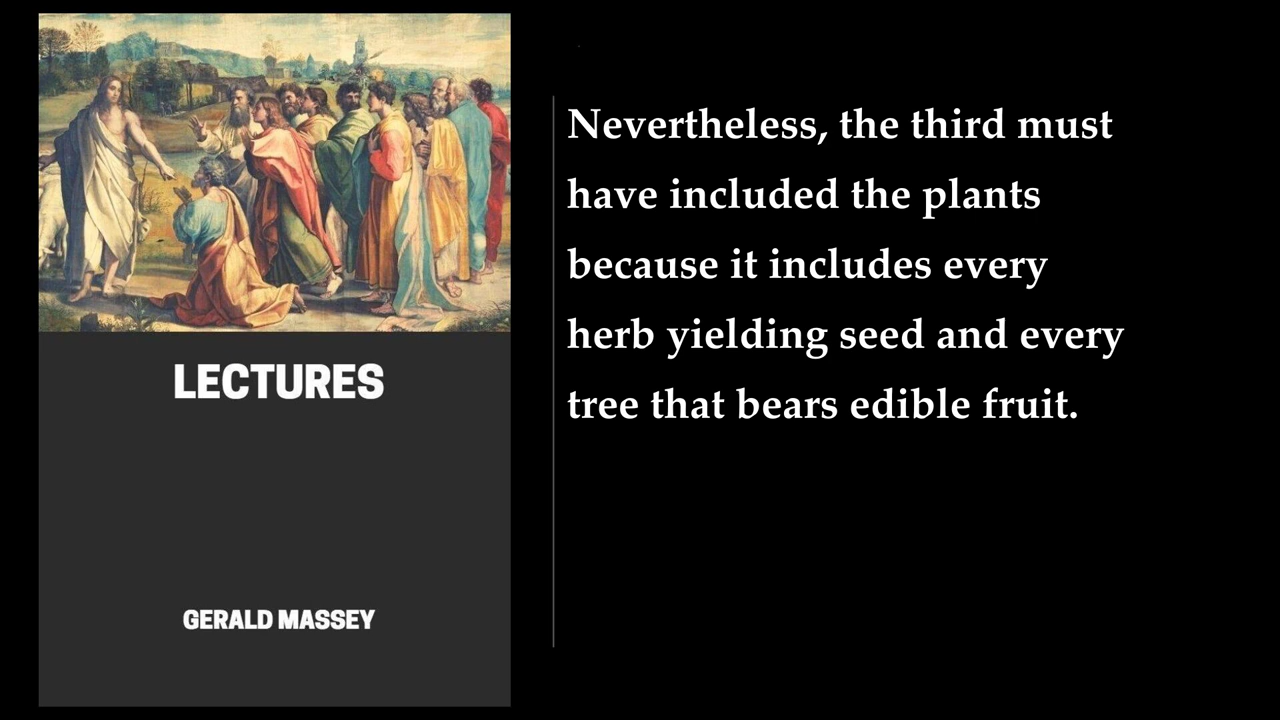 LECTURES
GERALD MASSEY
Nevertheless, the third must
have included the plants
because it includes every
herb yielding seed and every
tree that bears edible fruit.